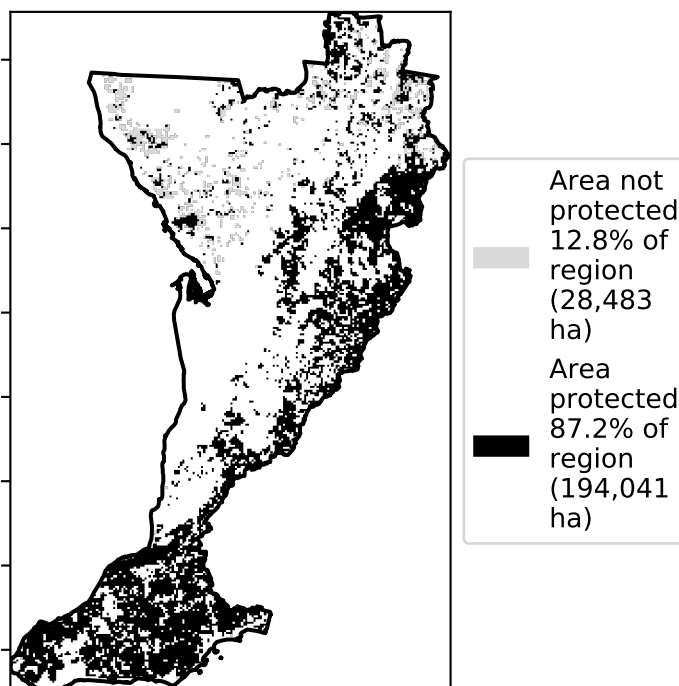 Area not
protected
12.8% of
region
(28,483
ha)
Area
protected
87.2% of
region
(194,041
ha)